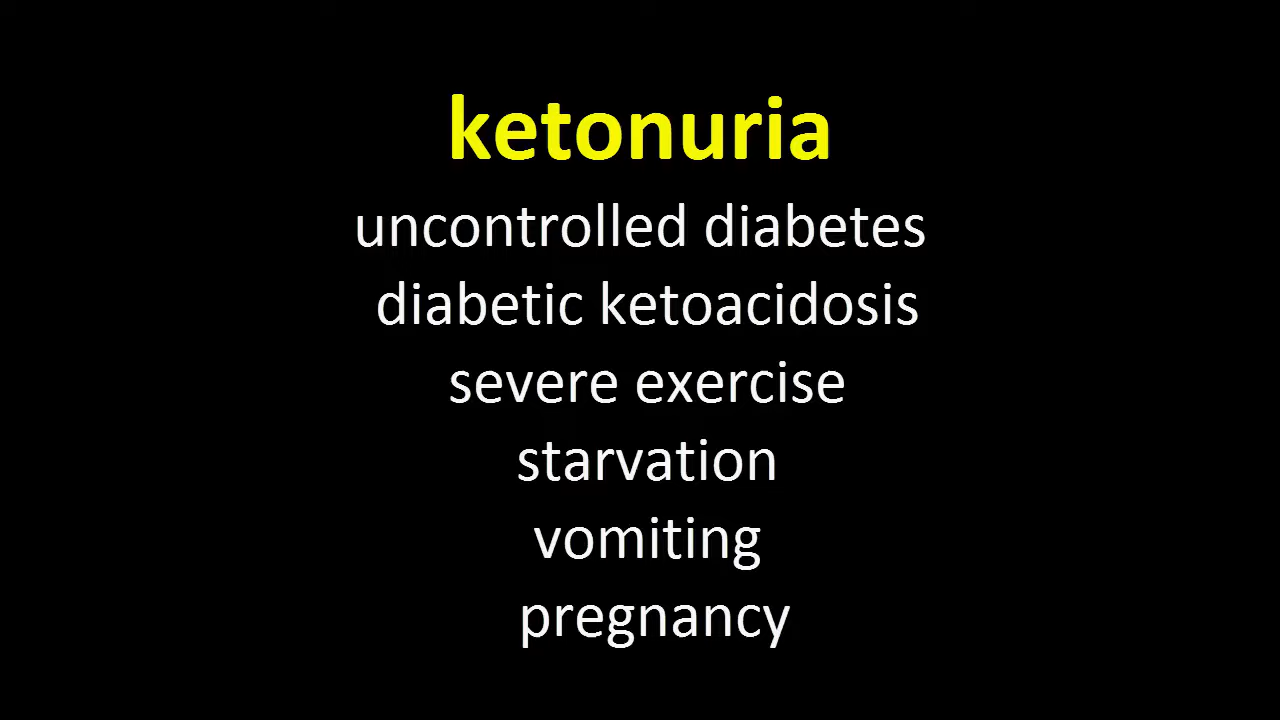 ketonuria
uncontrolled diabetes
diabetic ketoacidosis
severe exercise
starvation
vomiting
pregnancy